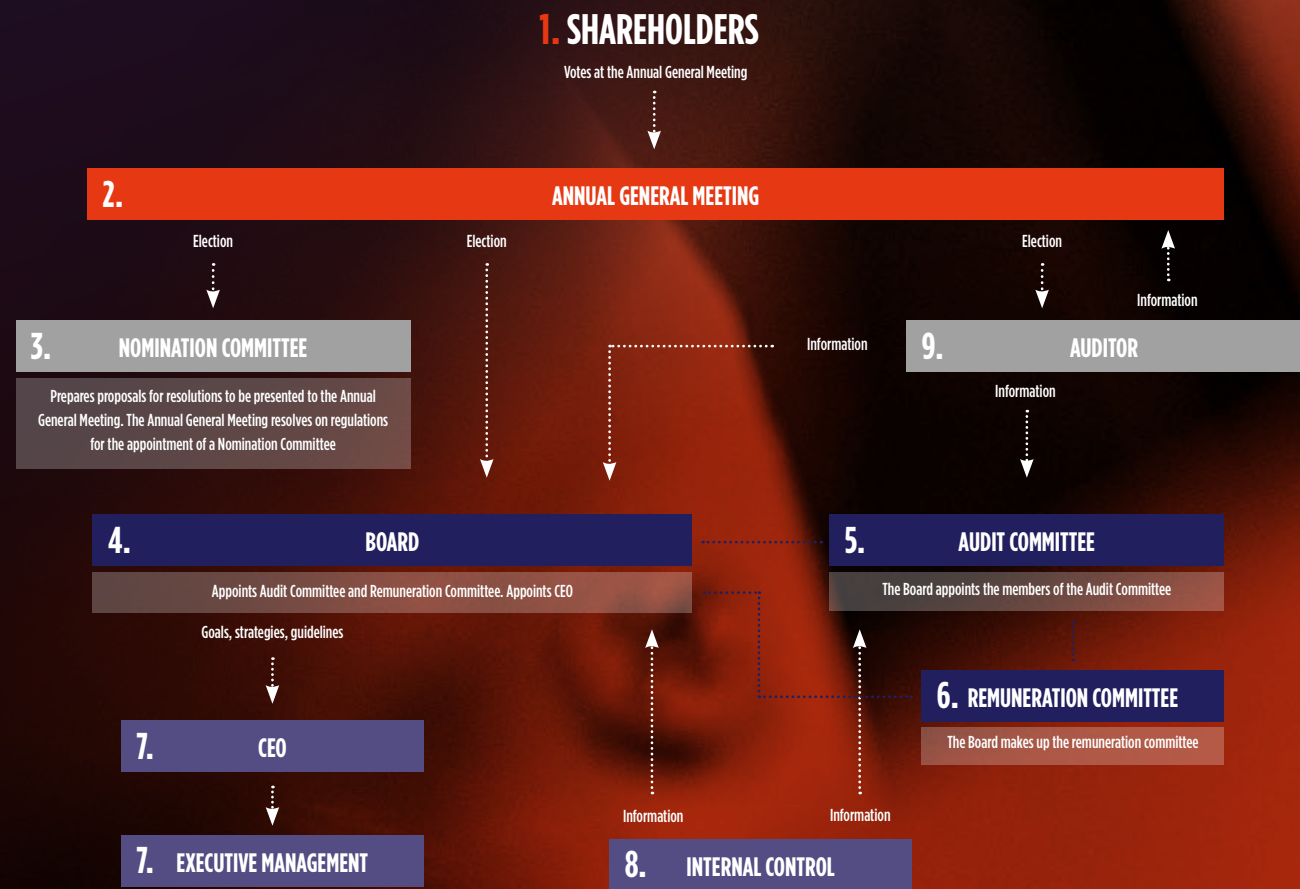 1. SHAREHOLDERS
Votes at the Annual General Meeting
2. ANNUAL GENERAL MEETING
Election
Election
Election
Information
3. NOMINATION COMMITTEE
Information
9. AUDITOR
Prepares proposals for resolutions to be presented to the Annual
General Meeting. The Annual General Meeting resolves on regulations
for the appointment of a Nomination Committee
Information
4. BOARD
5. AUDIT COMMITTEE
Appoints Audit Committee and Remuneration Committee. Appoints CEO
The Board appoints the members of the Audit Committee
Goals, strategies, guidelines
6. REMUNERATION COMMITTEE
The Board makes up the remuneration committee
7. CEO
Information
Information
7. EXECUTIVE MANAGEMENT
8. INTERNAL CONTROL